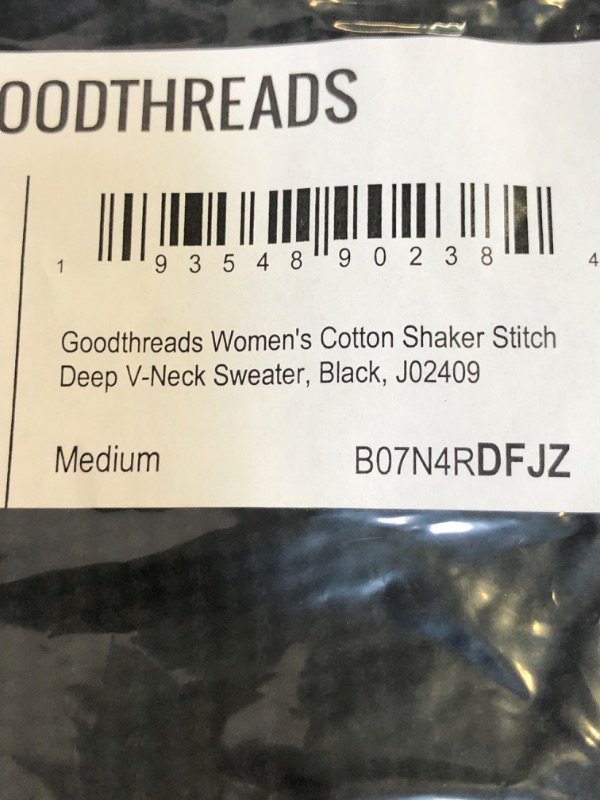 OODTHREADS
1 93548 90238 4
Goodthreads Women's Cotton Shaker Stitch
Deep V-Neck Sweater, Black, J02409
Medium B07N4RDFJZ